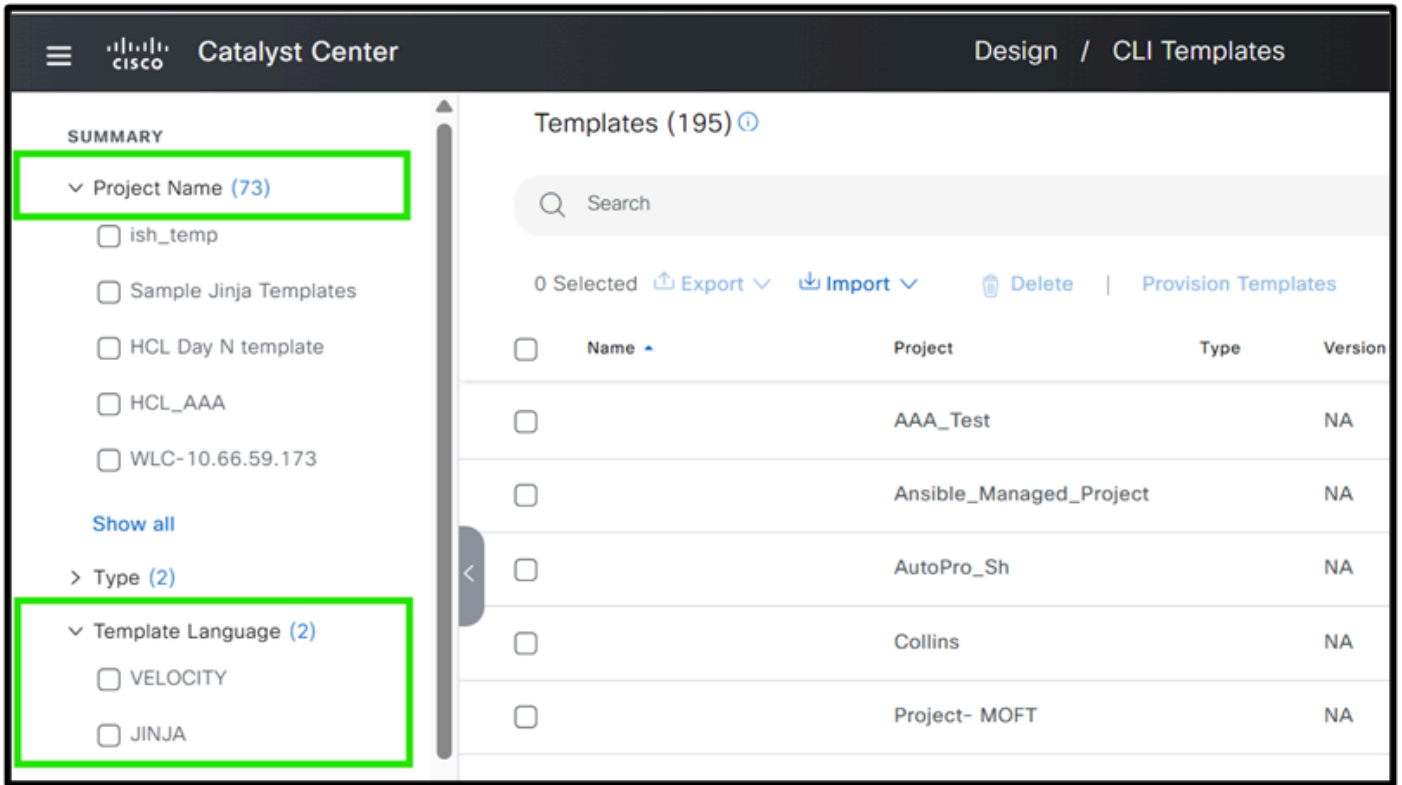 cisco Catalyst Center Design / CLI Templates
SUMMARY
Project Name (73)
ish_temp
Sample Jinja Templates
HCL Day N template
HCL_AAA
WLC-10.66.59.173
Show all
Type (2)
Template Language (2)
VELOCITY
JINJA
Templates (195)
Search
0 Selected Export Import Delete | Provision Templates
Name Project Type Version
AAA_Test NA
Ansible_Managed_Project NA
AutoPro_Sh NA
Collins NA
Project- MOFT NA